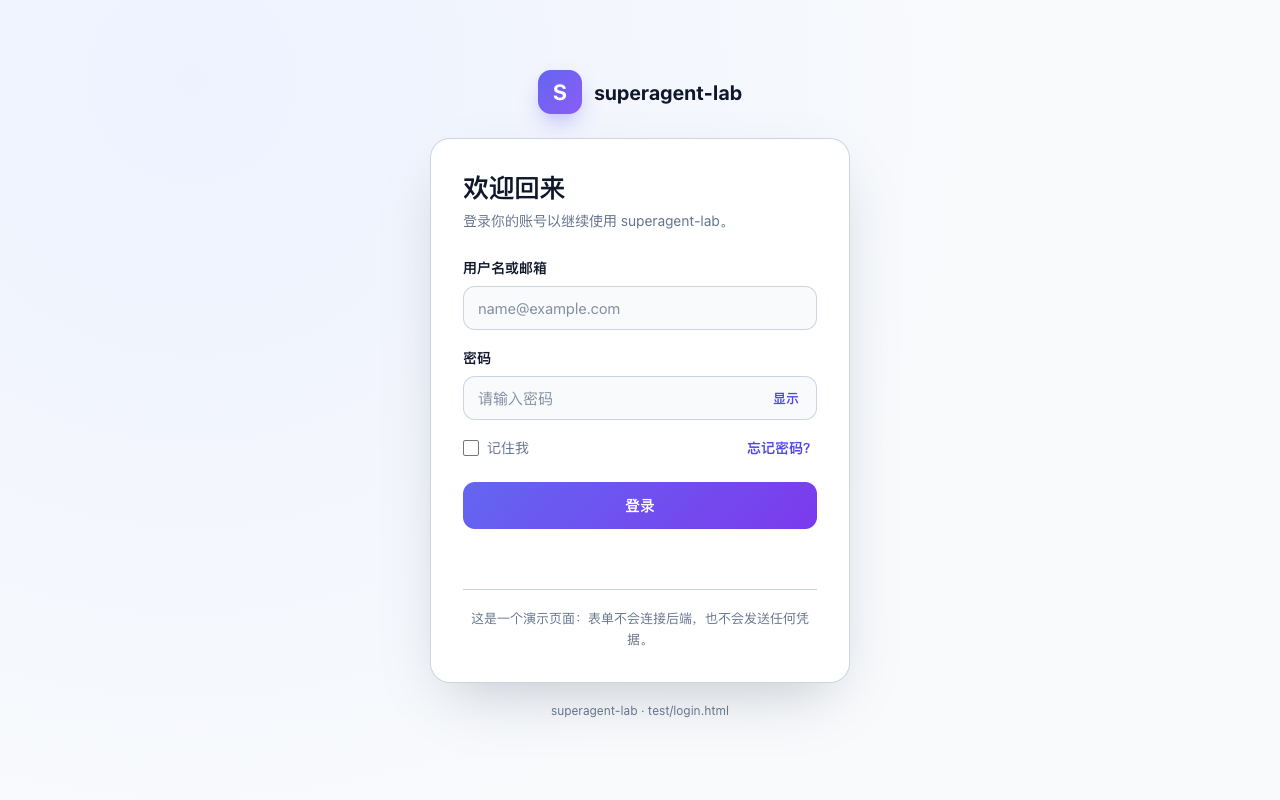 S superagent-lab
欢迎回来
登录你的账号以继续使用 superagent-lab。
用户名或邮箱
name@example.com
密码
请输入密码 显示
记住我 忘记密码?
登录
这是一个演示页面：表单不会连接后端，也不会发送任何凭
据。
superagent-lab · test/login.html